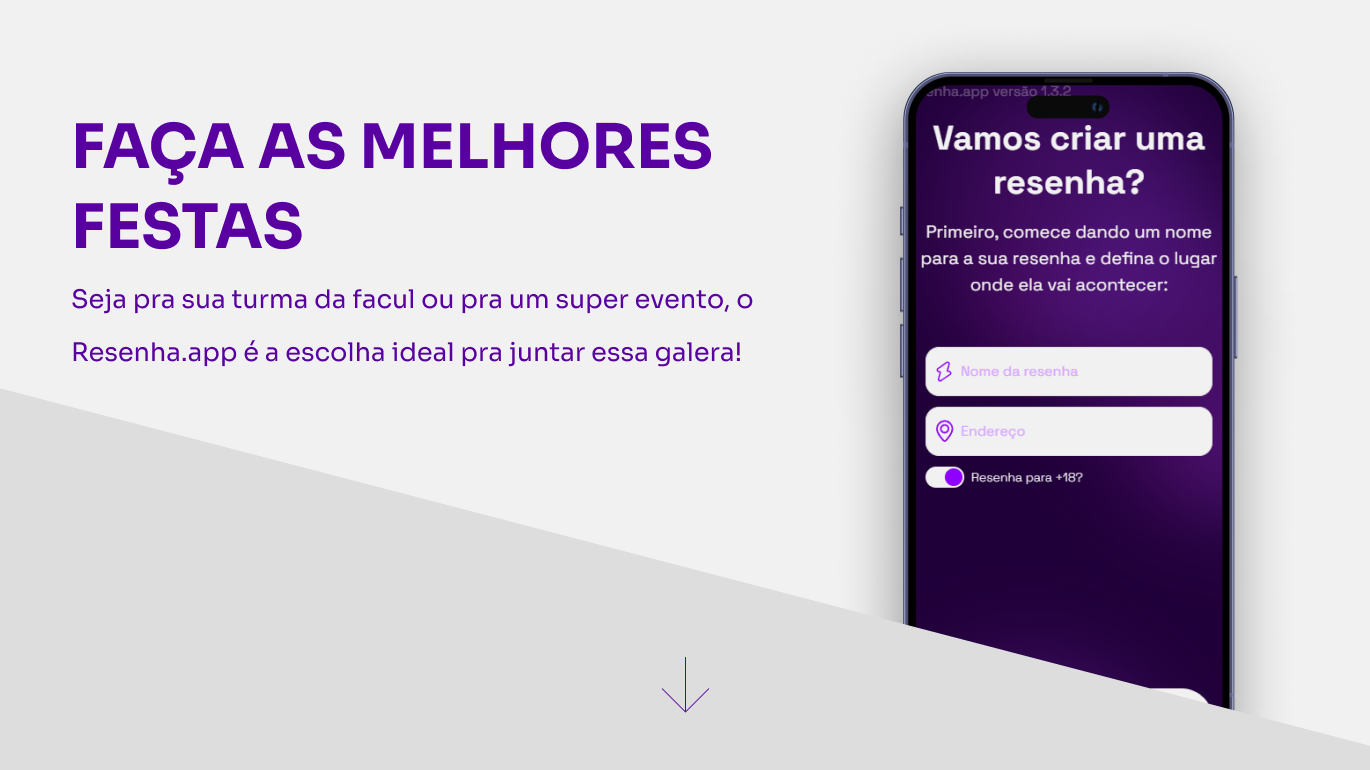 FAÇA AS MELHORES
FESTAS
Seja pra sua turma da facul ou pra um super evento, o
Resenha.app é a escolha ideal pra juntar essa galera!
enha.app versão 1.3.2
Vamos criar uma
resenha?
Primeiro, comece dando um nome
para a sua resenha e defina o lugar
onde ela vai acontecer:
Nome da resenha
Endereço
Resenha para +18?